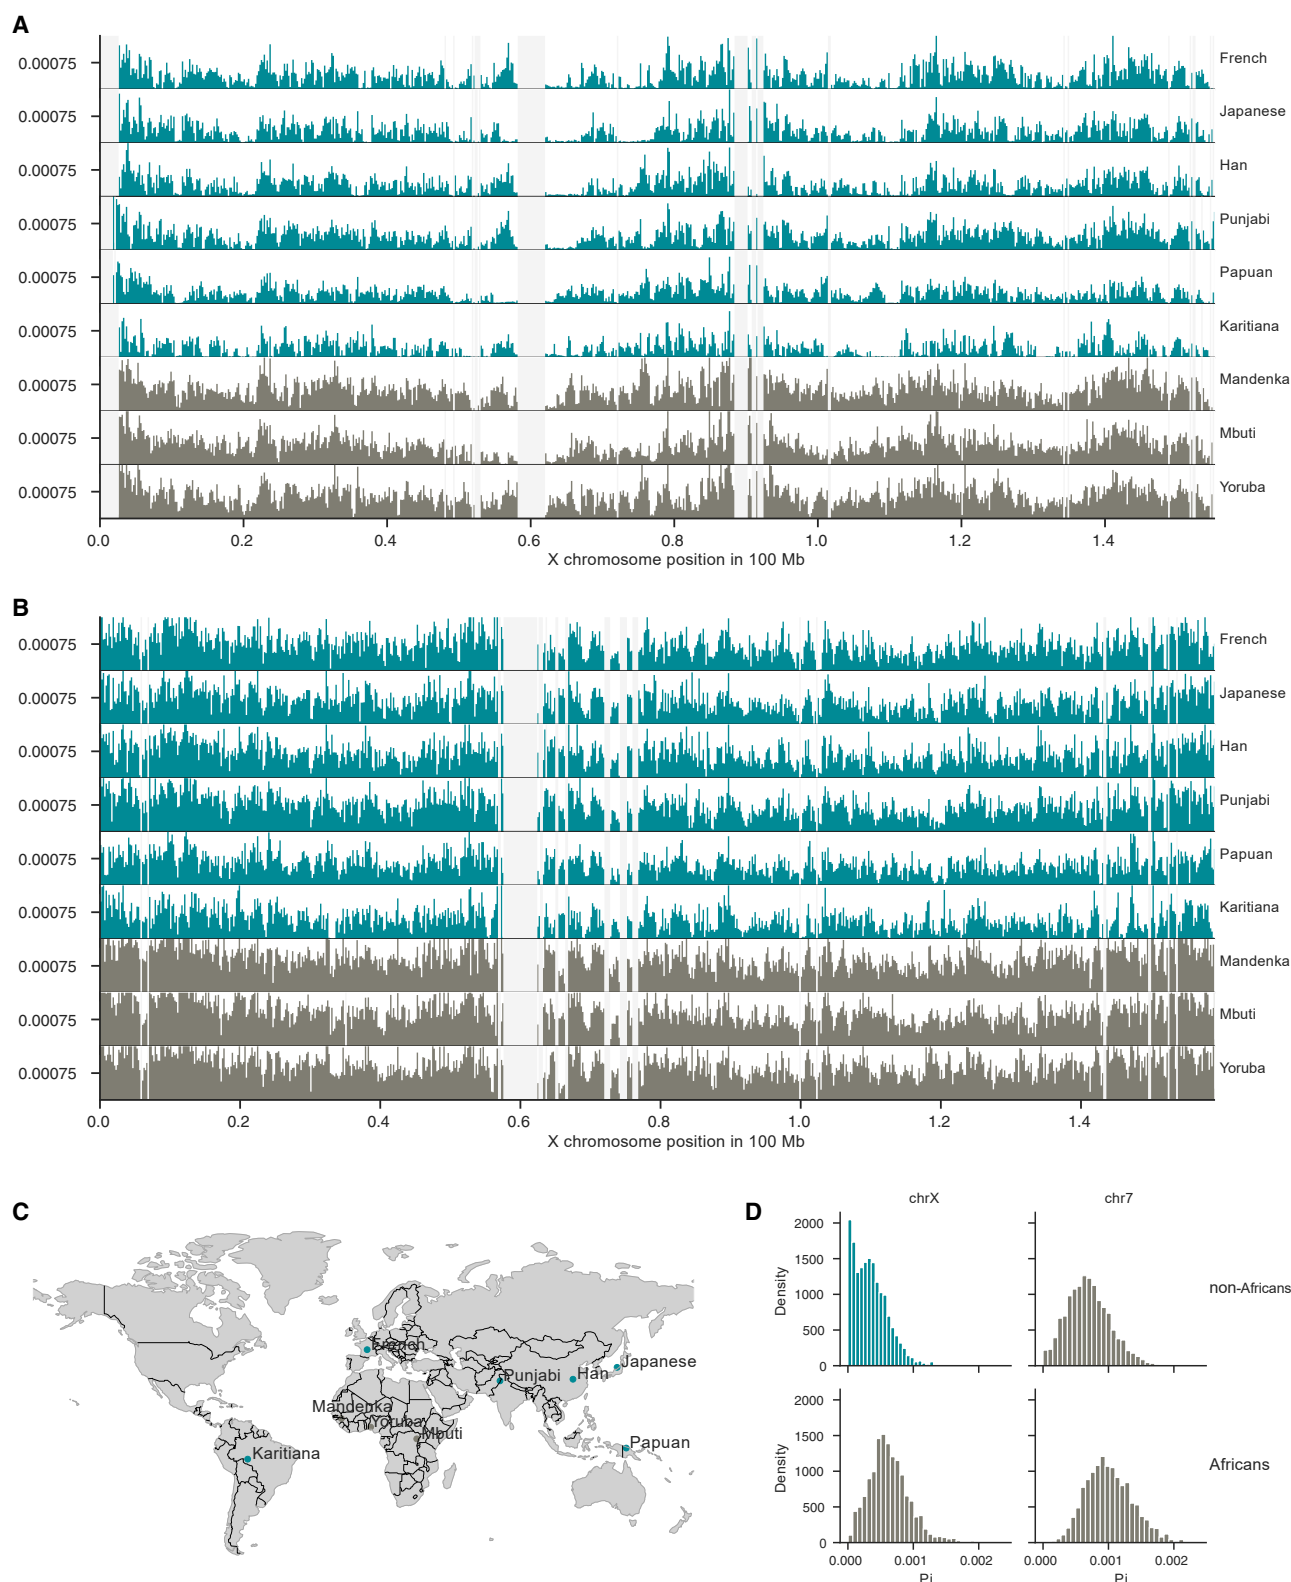 A
0.00075 French
0.00075 Japanese
0.00075 Han
0.00075 Punjabi
0.00075 Papuan
0.00075 Karitiana
0.00075 Mandenka
0.00075 Mbuti
0.00075 Yoruba
0.0 0.2 0.4 0.6 0.8 1.0 1.2 1.4
X chromosome position in 100 Mb
B
0.00075 French
0.00075 Japanese
0.00075 Han
0.00075 Punjabi
0.00075 Papuan
0.00075 Karitiana
0.00075 Mandenka
0.00075 Mbuti
0.00075 Yoruba
0.0 0.2 0.4 0.6 0.8 1.0 1.2 1.4
X chromosome position in 100 Mb
C
French
Japanese
Punjabi Han
Mandenka
Yoruba
Mbuti
Papuan
Karitiana
D
chrX chr7
2000
1500
1000
500
0
Density
non-Africans
2000
1500
1000
500
0
Density
Africans
0.000 0.001 0.002 0.000 0.001 0.002
Pi Pi